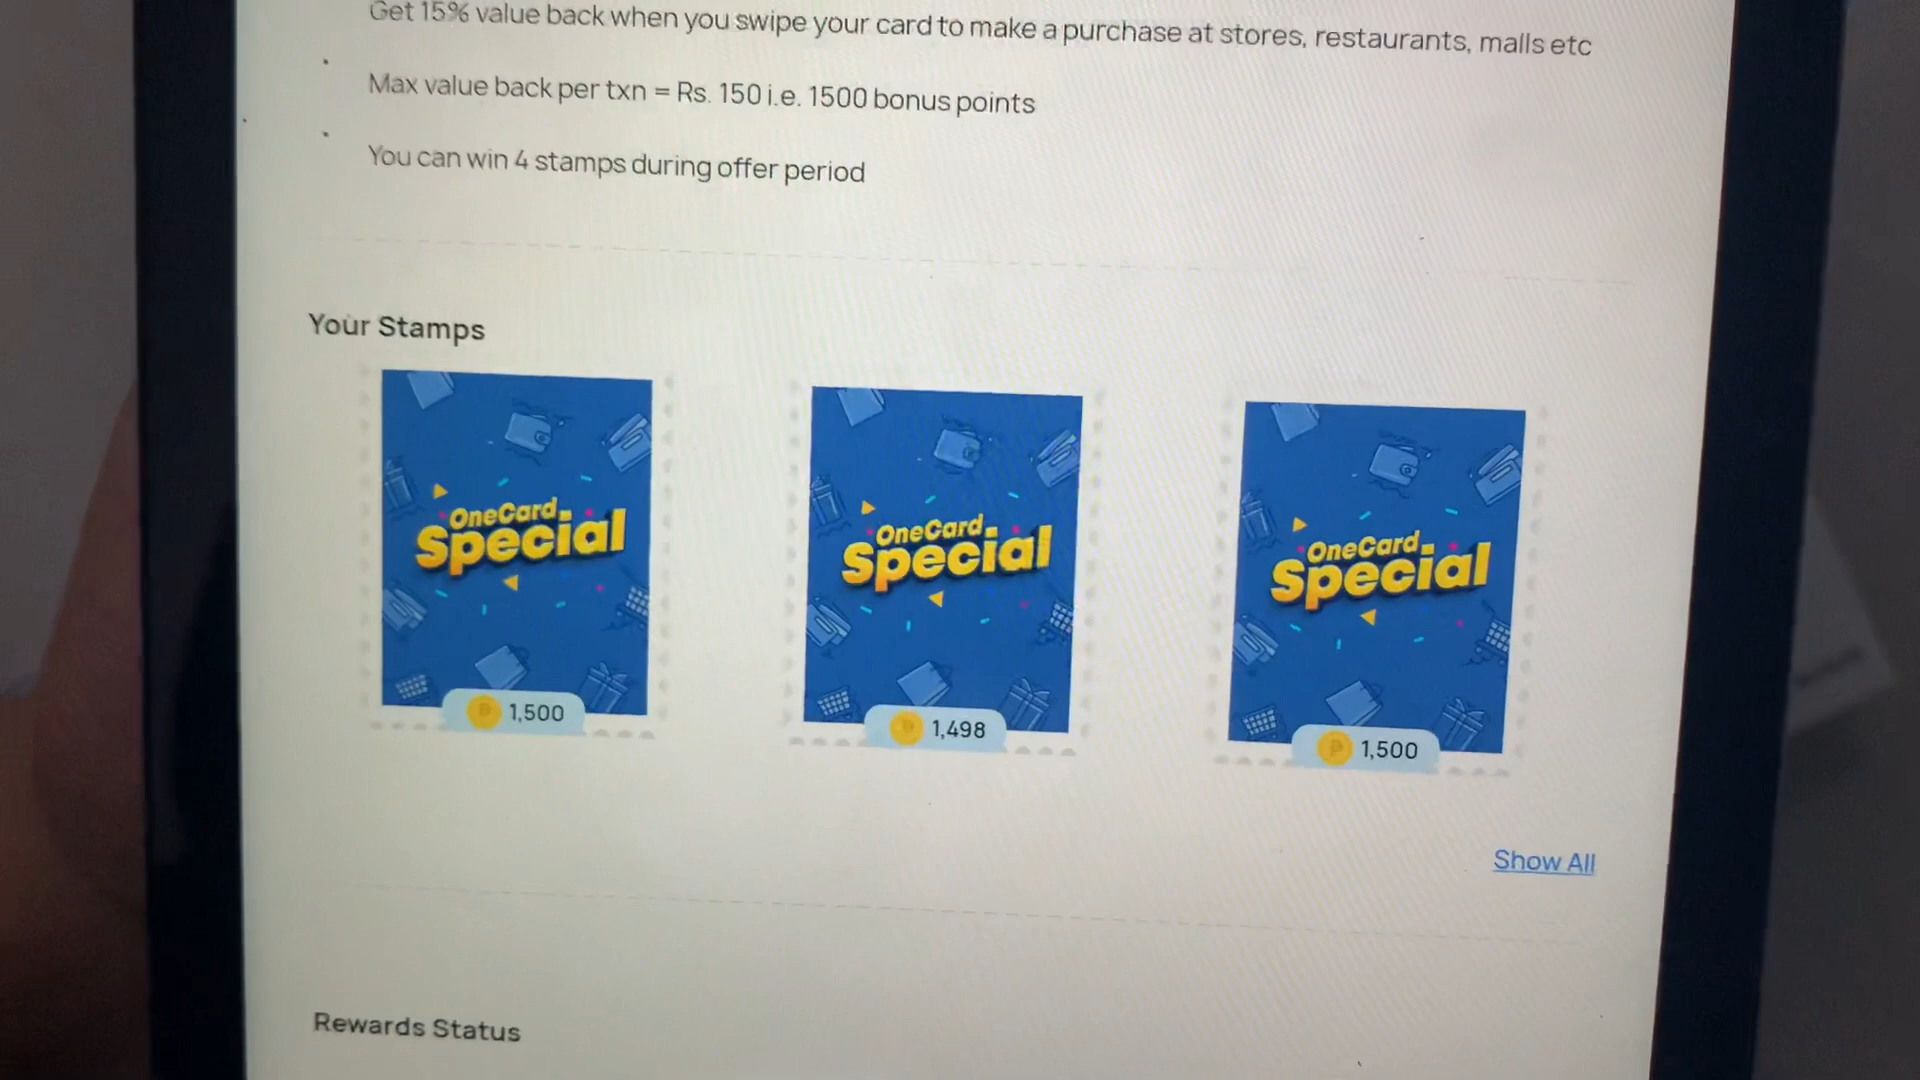 Get 15% value back when you swipe your card to make a purchase at stores, restaurants, malls etc
Max value back per txn = Rs. 150 i.e. 1500 bonus points
You can win 4 stamps during offer period
Your Stamps
OneCard
Special
1,500
OneCard
Special
1,498
OneCard
Special
1,500
Show All
Rewards Status